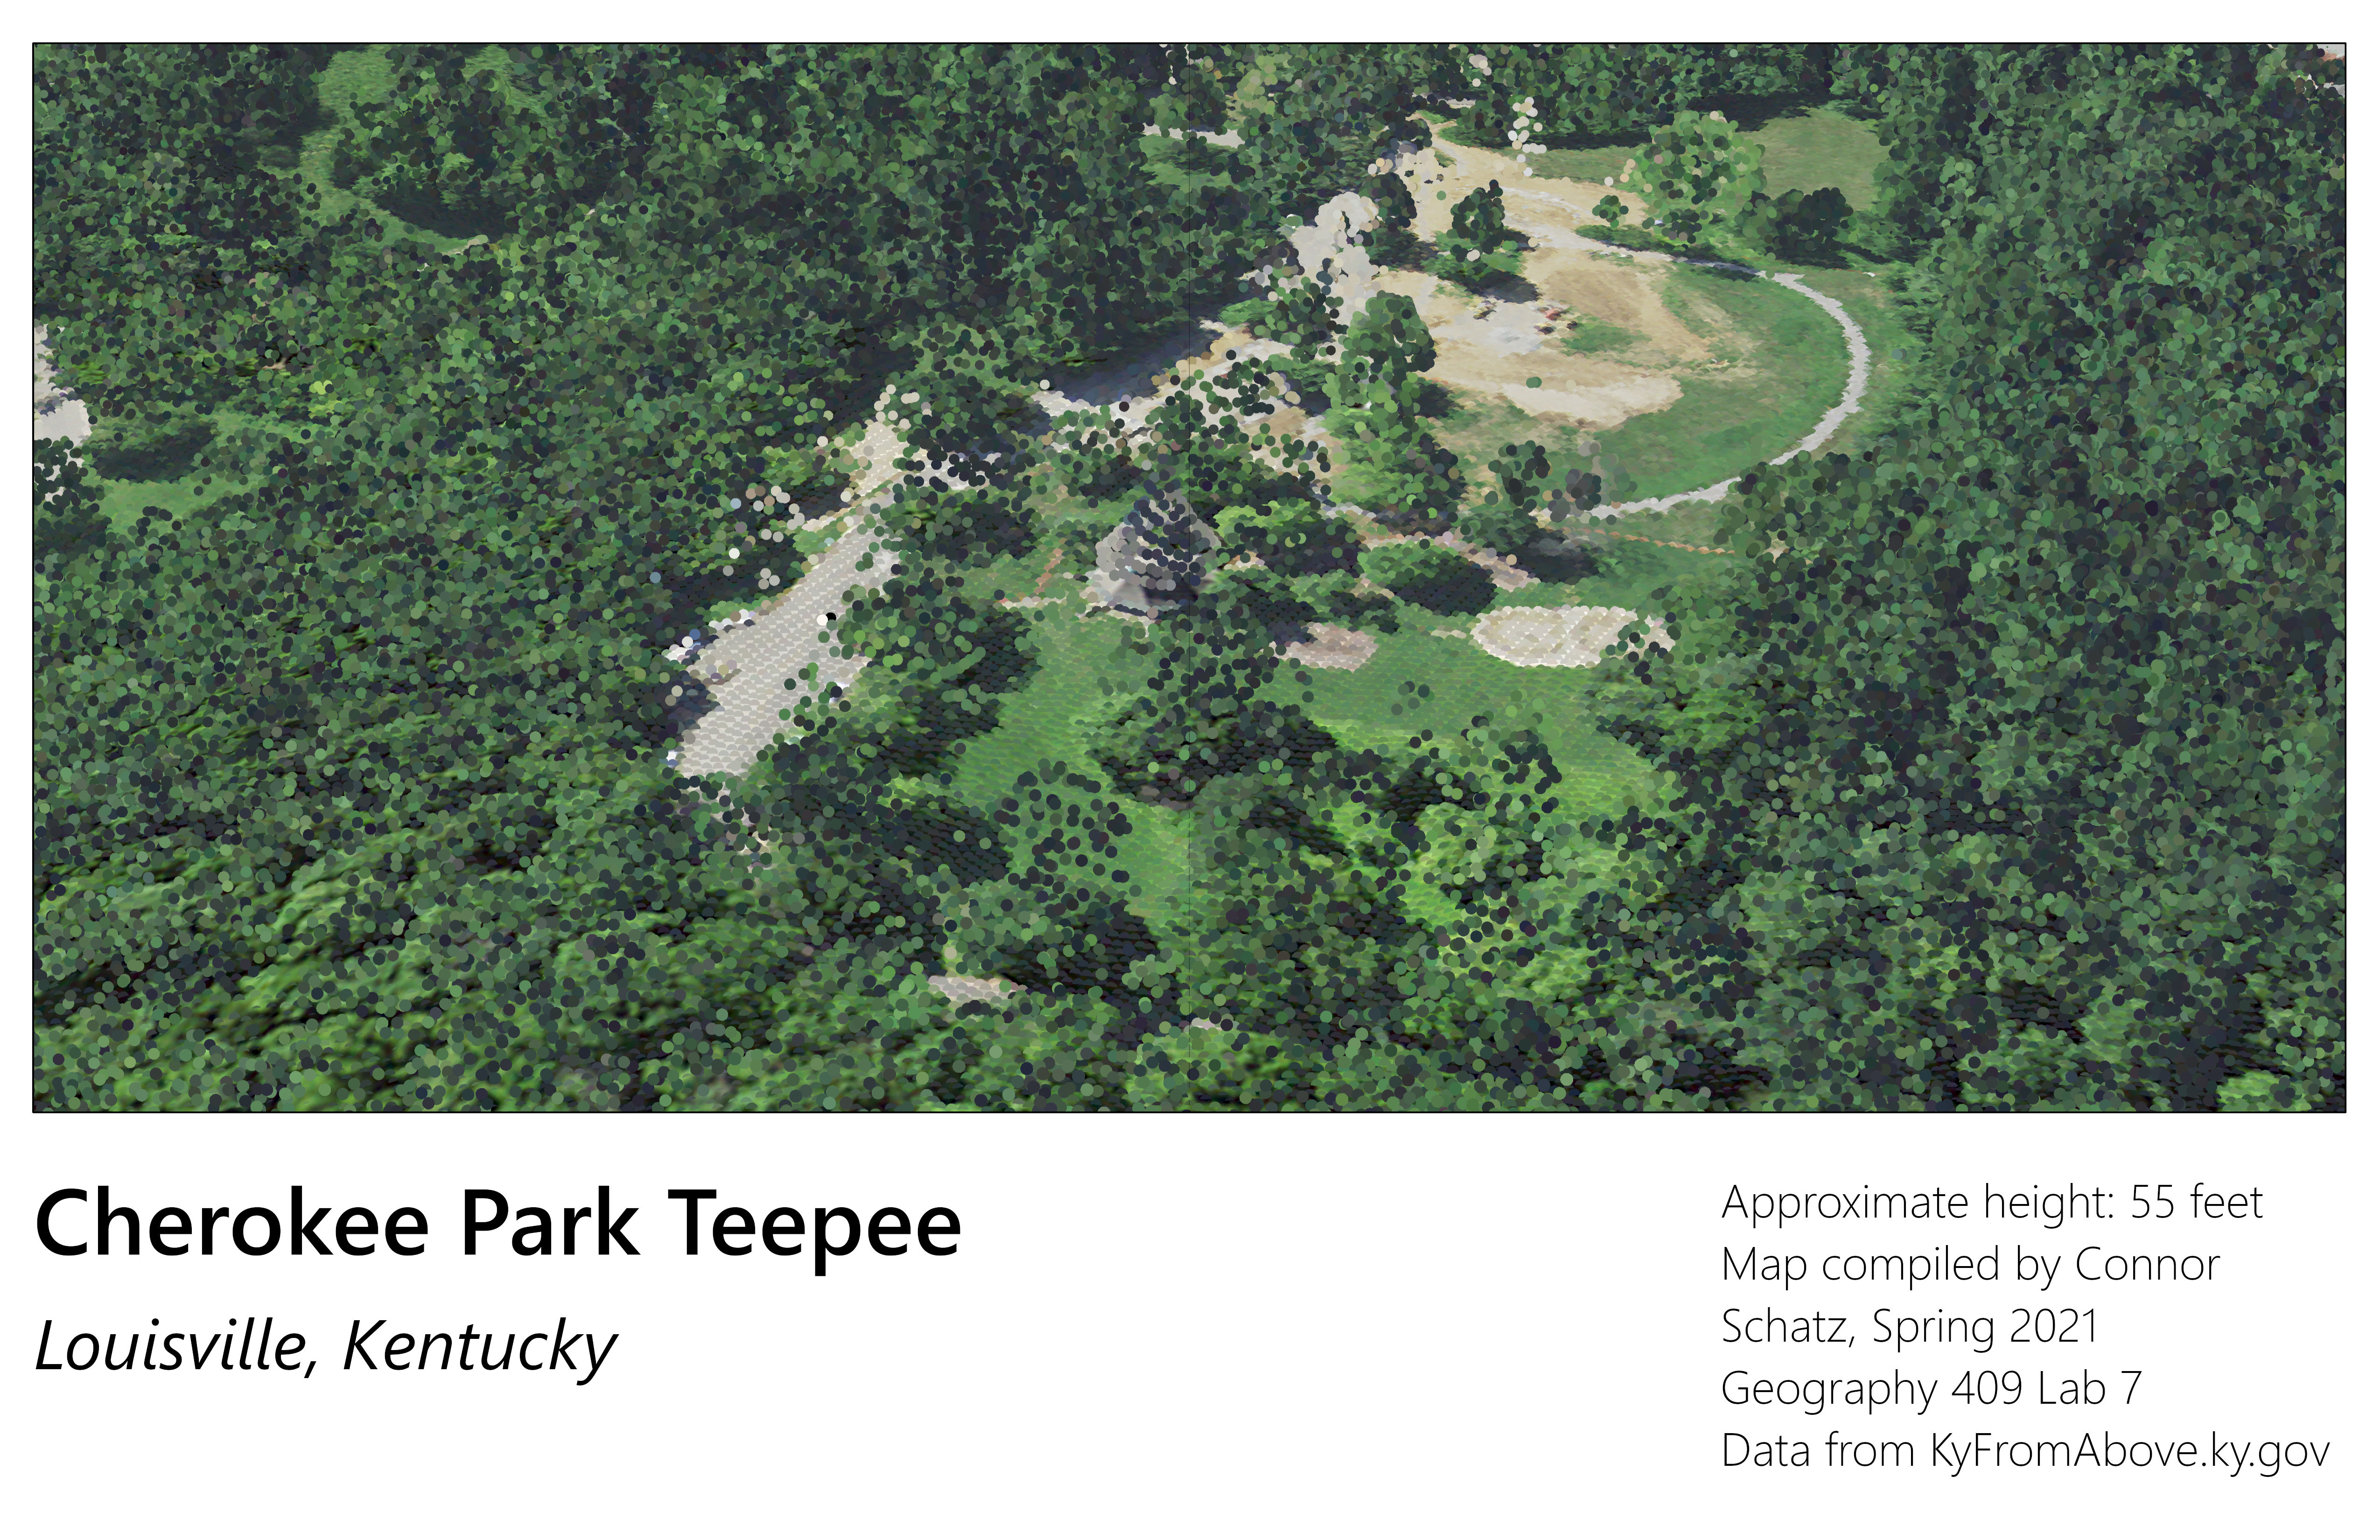 Cherokee Park Teepee
Louisville, Kentucky
Approximate height: 55 feet
Map compiled by Connor
Schatz, Spring 2021
Geography 409 Lab 7
Data from KyFromAbove.ky.gov